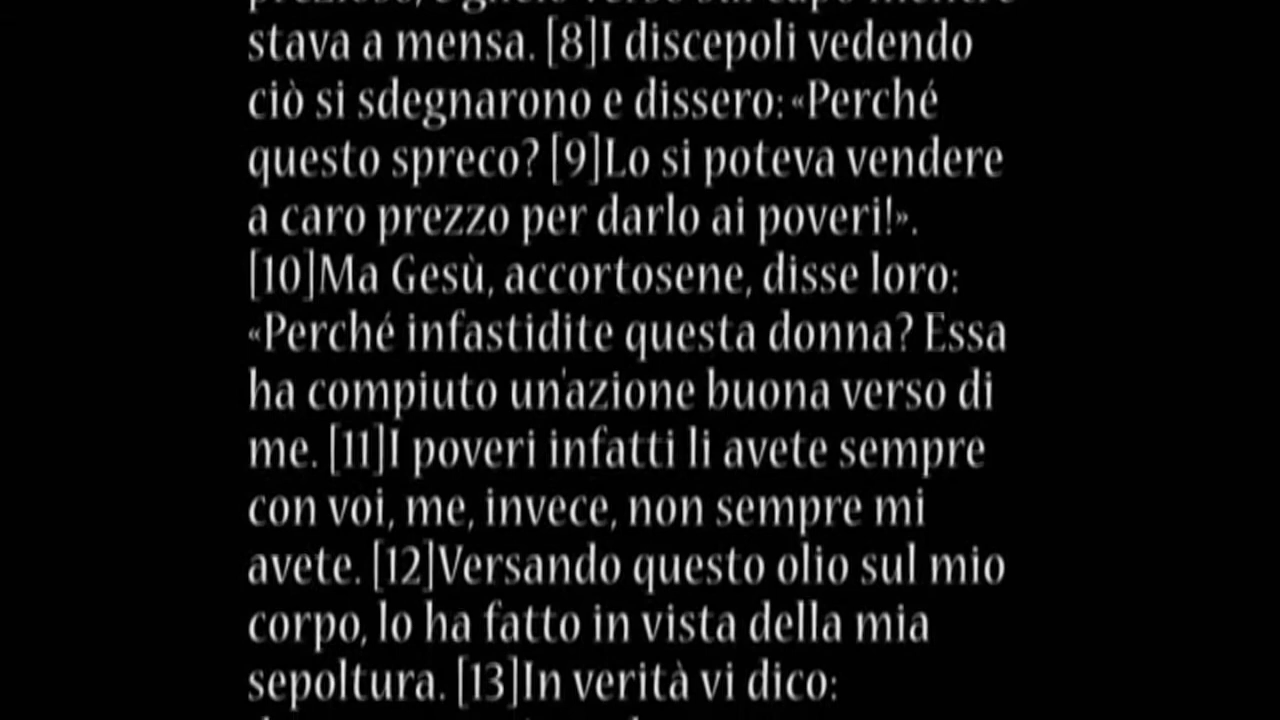 stava a mensa. [8]I discepoli vedendo
ciò si sdegnarono e dissero: «Perché
questo spreco? [9]Lo si poteva vendere
a caro prezzo per darlo ai poveri!».
[10]Ma Gesù, accortosene, disse loro:
«Perché infastidite questa donna? Essa
ha compiuto un'azione buona verso di
me. [11]I poveri infatti li avete sempre
con voi, me, invece, non sempre mi
avete. [12]Versando questo olio sul mio
corpo, lo ha fatto in vista della mia
sepoltura. [13]In verità vi dico: